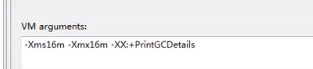 VM arguments:
-Xms16m -Xmx16m -XX:+PrintGCDetails